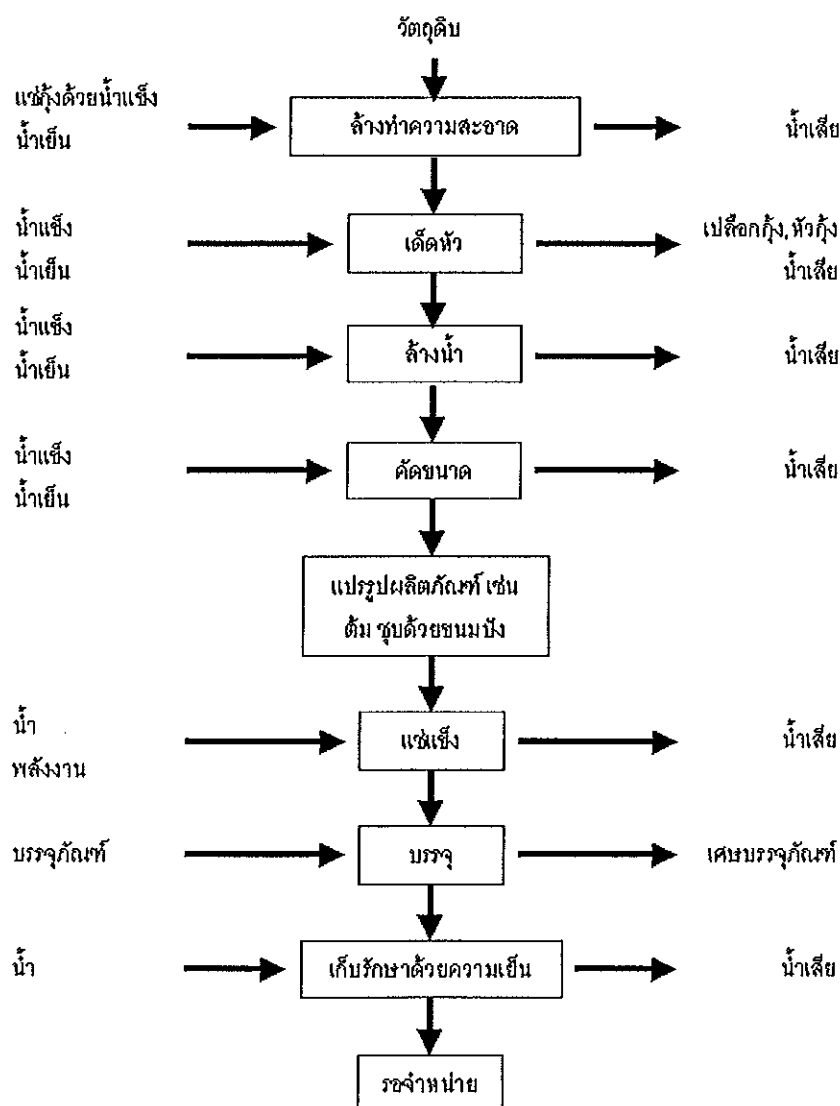 วัตถุดิบ
แช่กุ้งด้วยน้ำแข็ง
น้ำเย็น
ล้างทำความสะอาด
น้ำเสีย
น้ำแข็ง
น้ำเย็น
เด็ดหัว
เปลือกกุ้ง, หัวกุ้ง
น้ำเสีย
น้ำแข็ง
น้ำเย็น
ล้างน้ำ
น้ำเสีย
น้ำแข็ง
น้ำเย็น
คัดขนาด
น้ำเสีย
แปรรูปผลิตภัณฑ์ เช่น
ต้ม ชุบด้วยขนมปัง
น้ำ
พลังงาน
แช่แข็ง
น้ำเสีย
บรรจุภัณฑ์
บรรจุ
เศษบรรจุภัณฑ์
น้ำ
เก็บรักษาด้วยความเย็น
น้ำเสีย
รอจำหน่าย